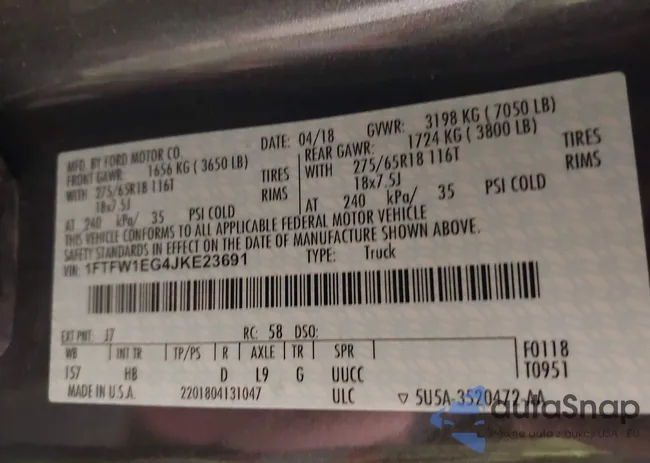 MFD. BY FORD MOTOR CO.
DATE: 04/18 GVWR: 3198 KG (7050 LB)
FRONT GAWR: 1656 KG (3650 LB)
REAR GAWR: 1724 KG (3800 LB)
WITH 275/65R18 116T TIRES
WITH 275/65R18 116T TIRES
18x7.5J RIMS
18x7.5J RIMS
AT 240 kPa/ 35 PSI COLD
AT 240 kPa/ 35 PSI COLD
THIS VEHICLE CONFORMS TO ALL APPLICABLE FEDERAL MOTOR VEHICLE
SAFETY STANDARDS IN EFFECT ON THE DATE OF MANUFACTURE SHOWN ABOVE.
VIN: 1FTFW1EG4JKE23691 TYPE: Truck
EXT PNT: J7 RC: 58 DSO:
WB INT TR TP/PS R AXLE TR SPR
157 HB D L9 G UUCC
F0118
T0951
MADE IN U.S.A. 2201804131047 ULC ▽ 5U5A-3520472-AA
autaSnap